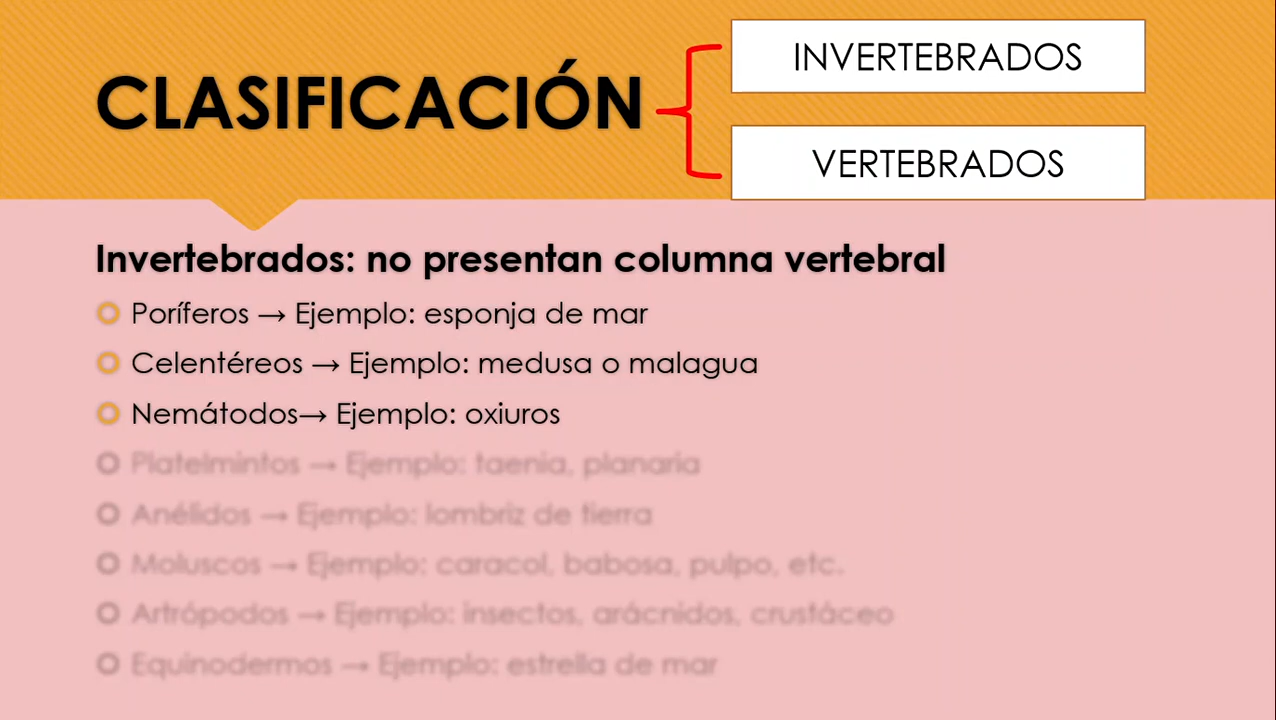 CLASIFICACIÓN
INVERTEBRADOS
VERTEBRADOS
Invertebrados: no presentan columna vertebral
Poríferos → Ejemplo: esponja de mar
Celentéreos → Ejemplo: medusa o malagua
Nemátodos→ Ejemplo: oxiuros
Platelmintos → Ejemplo: taenia, planaria
Anélidos → Ejemplo: lombriz de tierra
Moluscos → Ejemplo: caracol, babosa, pulpo, etc.
Artrópodos → Ejemplo: insectos, arácnidos, crustáceo
Equinodermos → Ejemplo: estrella de mar